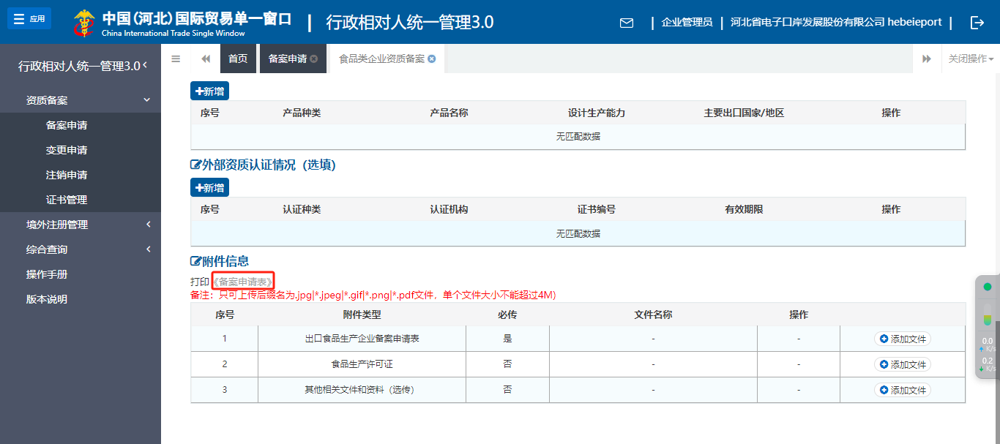 应用
中国(河北)国际贸易单一窗口
China International Trade Single Window
行政相对人统一管理3.0
企业管理员
河北省电子口岸发展股份有限公司 hebeieport
行政相对人统一管理3.0
首页
备案申请
食品类企业资质备案
关闭操作
资质备案
备案申请
变更申请
注销申请
证书管理
境外注册管理
综合查询
操作手册
版本说明
新增
序号 产品种类 产品名称 设计生产能力 主要出口国家/地区 操作
无匹配数据
外部资质认证情况（选填）
新增
序号 认证种类 认证机构 证书编号 有效期限 操作
无匹配数据
附件信息
打印《备案申请表》
备注：只可上传后缀名为.jpg|*.jpeg|*.gif|*.png|*.pdf文件，单个文件大小不能超过4M)
序号 附件类型 必传 文件名称 操作
1 出口食品生产企业备案申请表 是 - - 添加文件
2 食品生产许可证 否 - - 添加文件
3 其他相关文件和资料（选传） 否 - - 添加文件
0.0
K/s
0.2
K/s